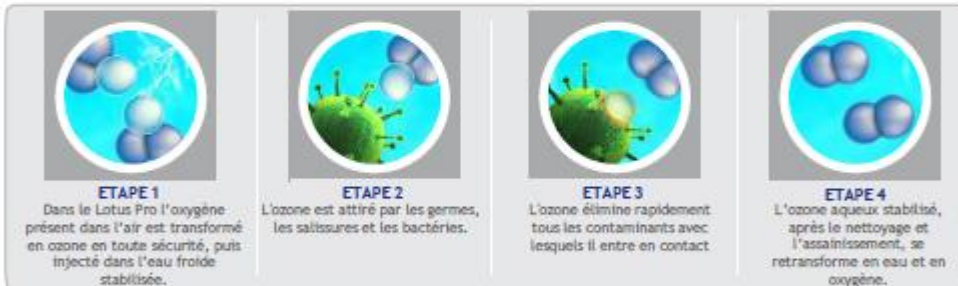 ETAPE 1
Dans le Lotus Pro l'oxygène
présent dans l'air est transformé
en ozone en toute sécurité, puis
injecté dans l'eau froide
stabilisée.
ETAPE 2
L'ozone est attiré par les germes,
les salissures et les bactéries.
ETAPE 3
L'ozone élimine rapidement
tous les contaminants avec
lesquels il entre en contact
ETAPE 4
L'ozone aqueux stabilisé,
après le nettoyage et
l'assainissement, se
retransforme en eau et en
oxygène.